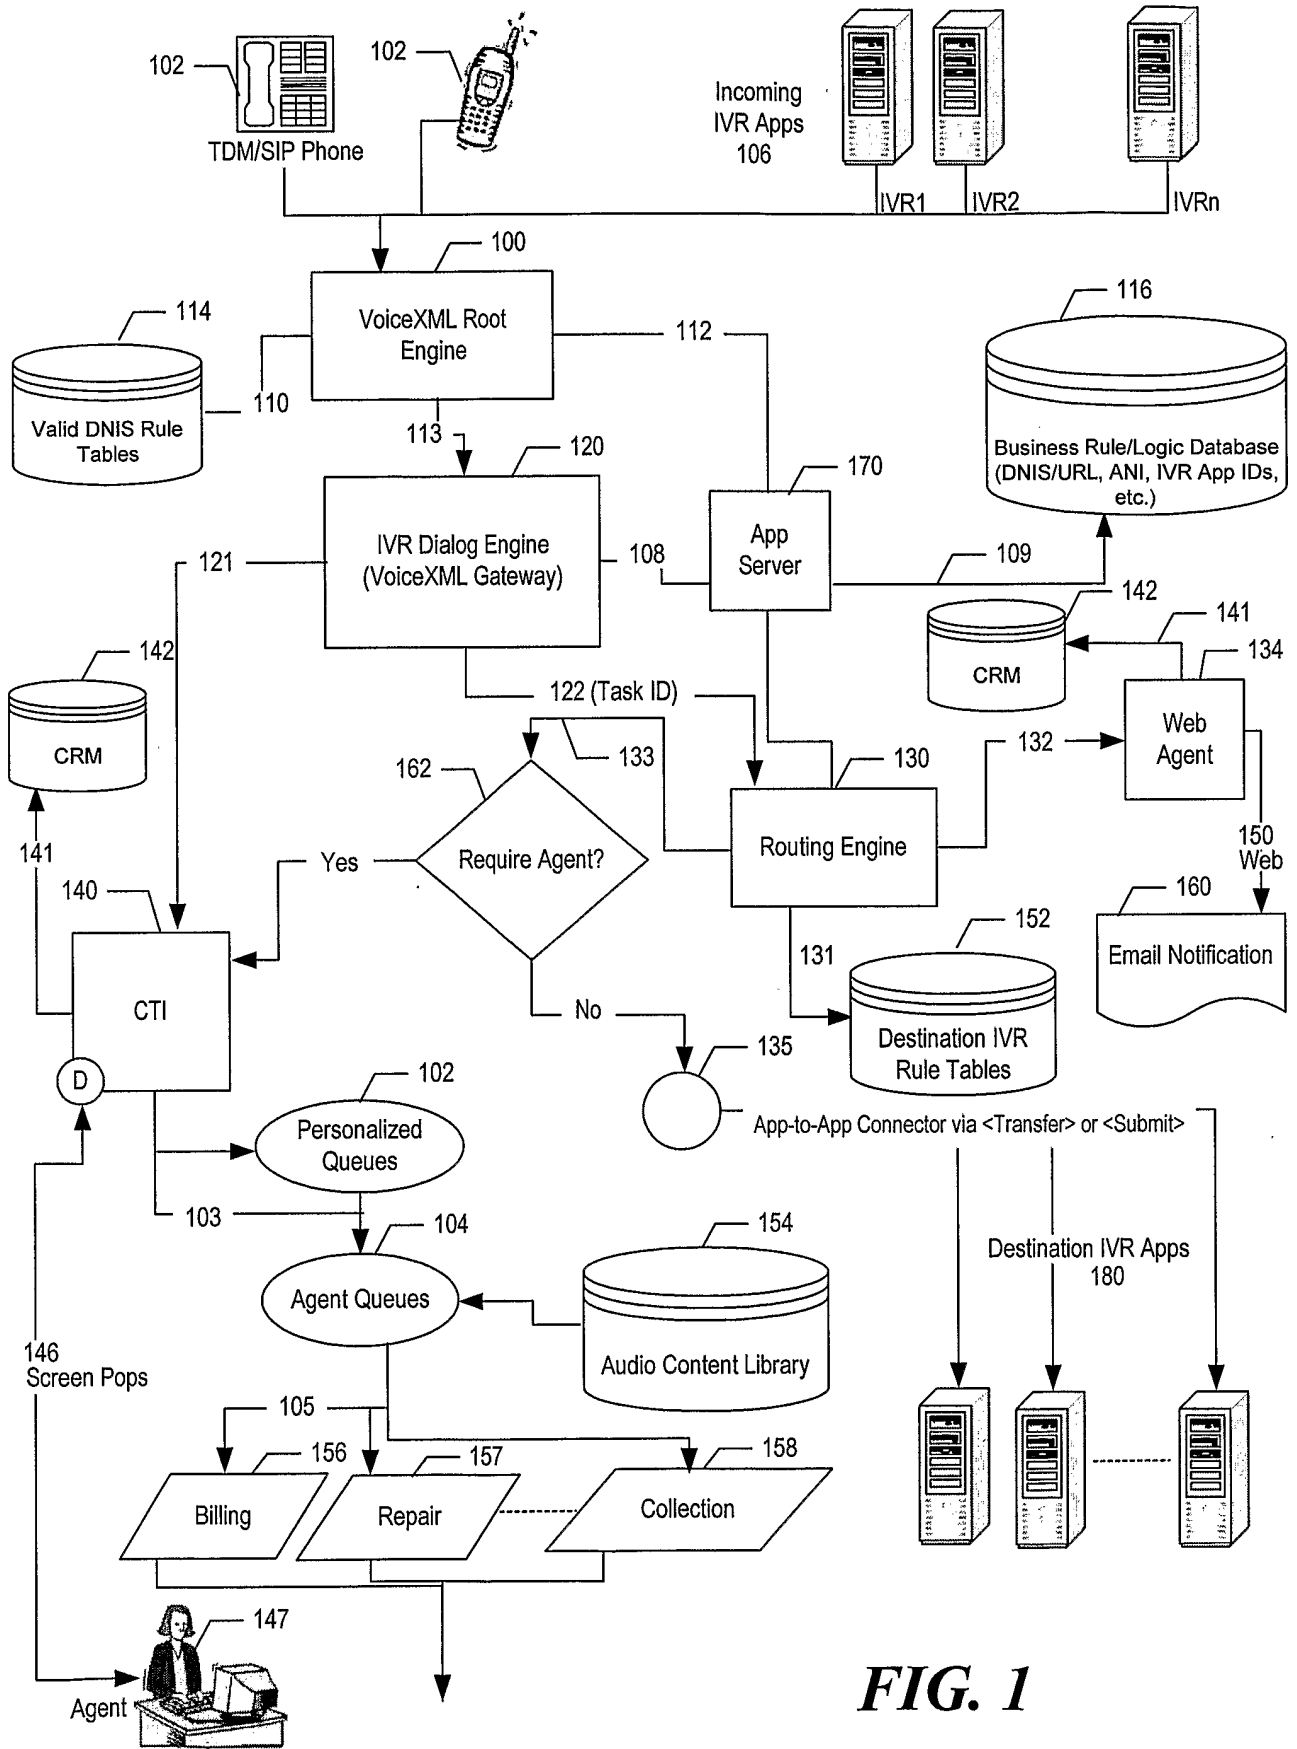 102
102
TDM/SIP Phone
Incoming
IVR Apps
106
IVR1
IVR2
IVRn
100
VoiceXML Root
Engine
112
114
110
Valid DNIS Rule
Tables
116
Business Rule/Logic Database
(DNIS/URL, ANI, IVR App IDs,
etc.)
113
120
IVR Dialog Engine
(VoiceXML Gateway)
108
170
App
Server
109
121
142
CRM
141
142
CRM
141
134
Web
Agent
122 (Task ID)
133
162
Require Agent?
Yes
No
130
Routing Engine
132
131
150
Web
160
Email Notification
152
Destination IVR
Rule Tables
140
CTI
D
135
App-to-App Connector via <Transfer> or <Submit>
102
Personalized
Queues
103
104
Agent Queues
154
Audio Content Library
Destination IVR Apps
180
146
Screen Pops
105
156
Billing
157
Repair
158
Collection
147
Agent
FIG. 1